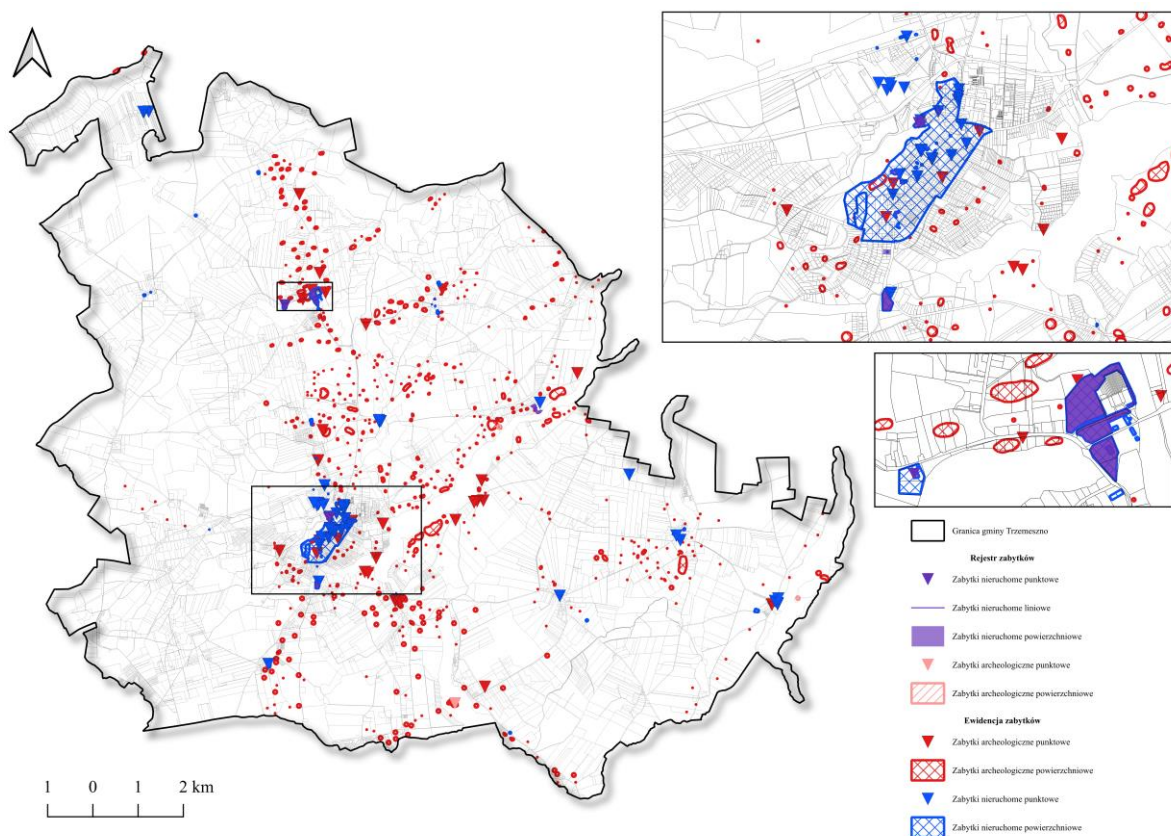 Granica gminy Trzemeszno
Rejestr zabytków
Zabytki nieruchome punktowe
Zabytki nieruchome liniowe
Zabytki nieruchome powierzchniowe
Zabytki archeologiczne punktowe
Zabytki archeologiczne powierzchniowe
Ewidencja zabytków
Zabytki archeologiczne punktowe
Zabytki archeologiczne powierzchniowe
Zabytki nieruchome punktowe
Zabytki nieruchome powierzchniowe
1 0 1 2 km